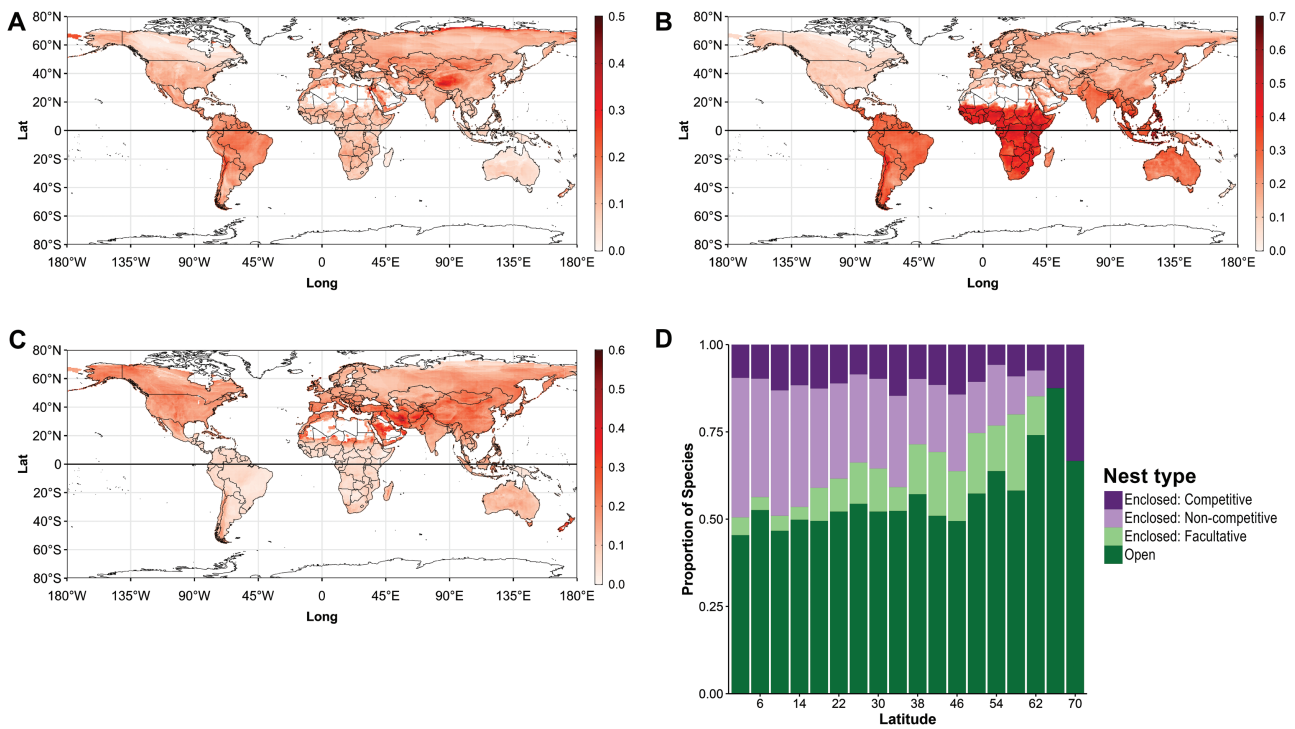 A
80°N
60°N
40°N
20°N
0
20°S
40°S
60°S
80°S
Lat
180°W 135°W 90°W 45°W 0 45°E 90°E 135°E 180°E
Long
0.5
0.4
0.3
0.2
0.1
0.0
B
80°N
60°N
40°N
20°N
0
20°S
40°S
60°S
80°S
Lat
180°W 135°W 90°W 45°W 0 45°E 90°E 135°E 180°E
Long
0.7
0.6
0.5
0.4
0.3
0.2
0.1
0.0
C
80°N
60°N
40°N
20°N
0
20°S
40°S
60°S
80°S
Lat
180°W 135°W 90°W 45°W 0 45°E 90°E 135°E 180°E
Long
0.6
0.5
0.4
0.3
0.2
0.1
0.0
D
1.00
0.75
0.50
0.25
0.00
Proportion of Species
6 14 22 30 38 46 54 62 70
Latitude
Nest type
Enclosed: Competitive
Enclosed: Non-competitive
Enclosed: Facultative
Open